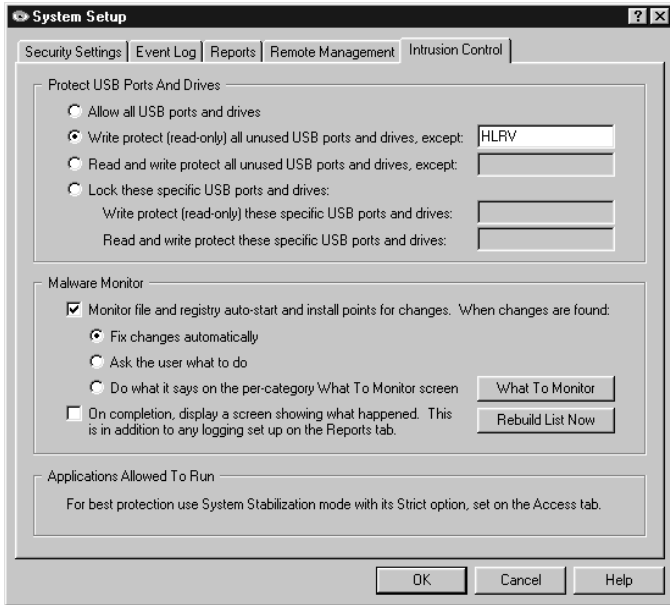 System Setup
Security Settings
Event Log
Reports
Remote Management
Intrusion Control
Protect USB Ports And Drives
Allow all USB ports and drives
Write protect (read-only) all unused USB ports and drives, except: HLRV
Read and write protect all unused USB ports and drives, except:
Lock these specific USB ports and drives:
Write protect (read-only) these specific USB ports and drives:
Read and write protect these specific USB ports and drives:
Malware Monitor
Monitor file and registry auto-start and install points for changes. When changes are found:
Fix changes automatically
Ask the user what to do
Do what it says on the per-category What To Monitor screen
What To Monitor
On completion, display a screen showing what happened. This
is in addition to any logging set up on the Reports tab.
Rebuild List Now
Applications Allowed To Run
For best protection use System Stabilization mode with its Strict option, set on the Access tab.
OK
Cancel
Help